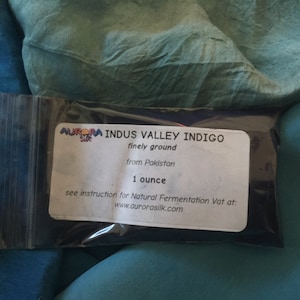 AURORA SILK INDUS VALLEY INDIGO
finely ground
from Pakistan
1 ounce
see instruction for Natural Fermentation Vat at:
www.aurorasilk.com